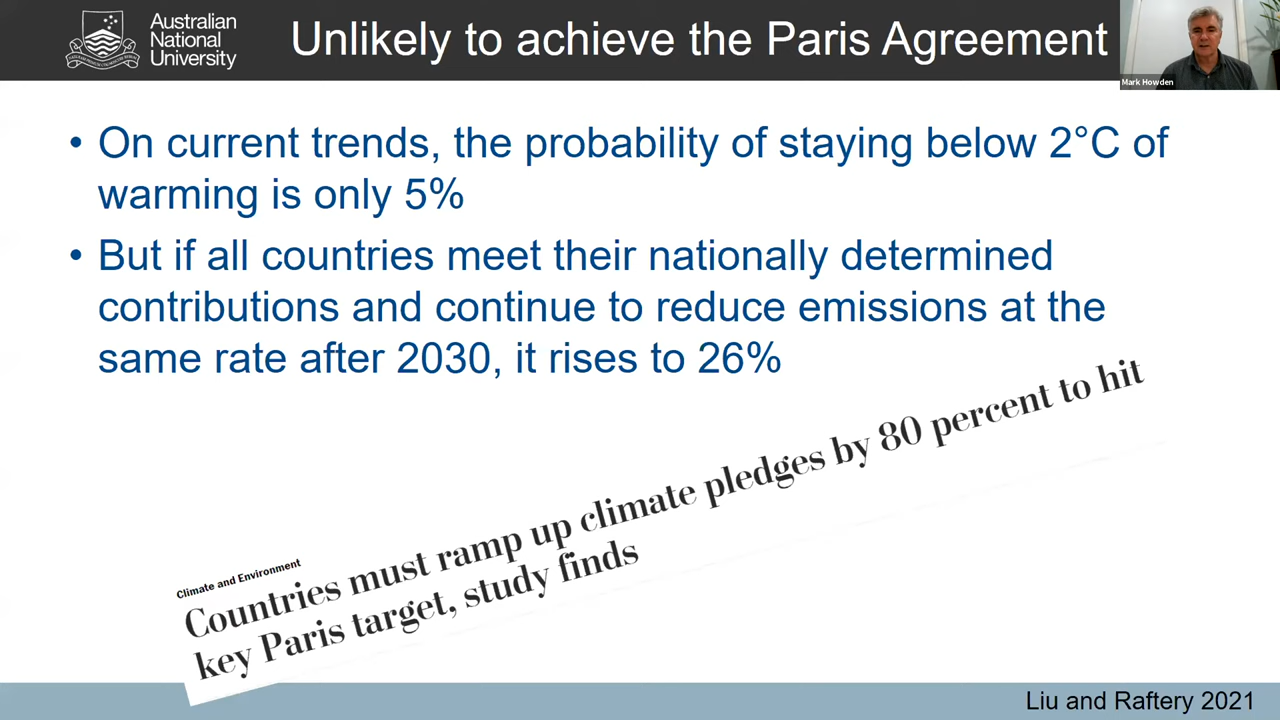 Australian
National
University
Unlikely to achieve the Paris Agreement
Mark Howden
• On current trends, the probability of staying below 2°C of
warming is only 5%
• But if all countries meet their nationally determined
contributions and continue to reduce emissions at the
same rate after 2030, it rises to 26%
Climate and Environment
Countries must ramp up climate pledges by 80 percent to hit
key Paris target, study finds
Liu and Raftery 2021